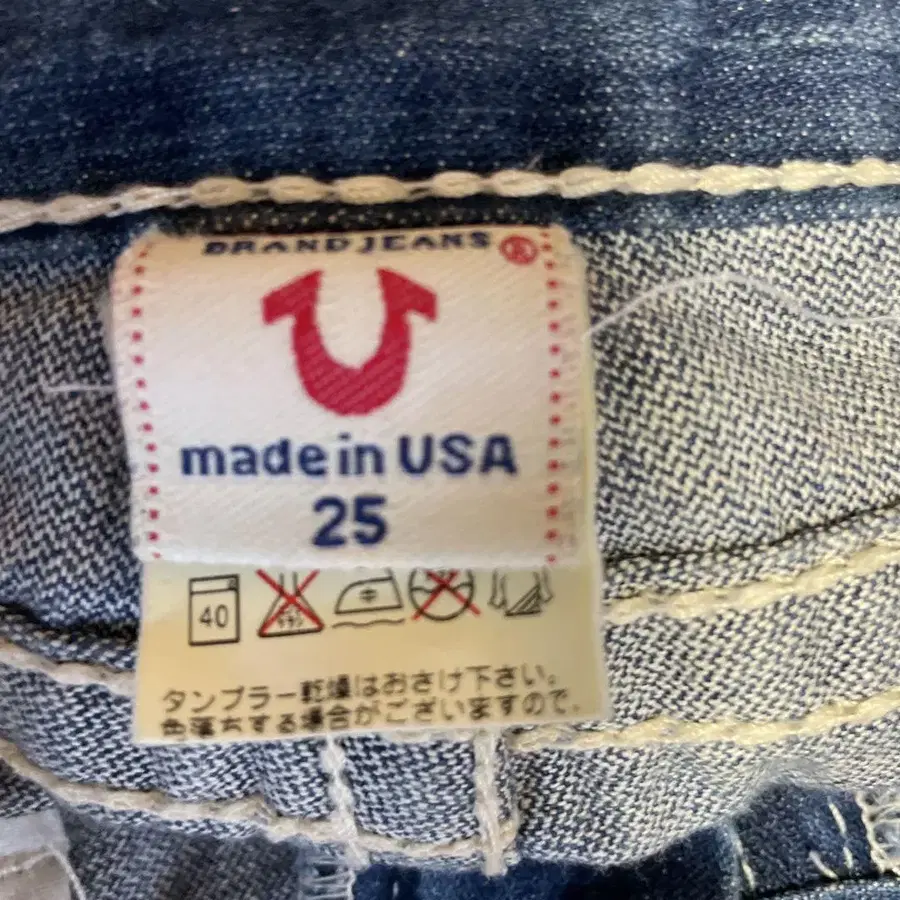 BRAND JEANS ®
made in USA
25
40
タンブラー乾燥はおさけ下さい。
色落ちする場合がございますので、